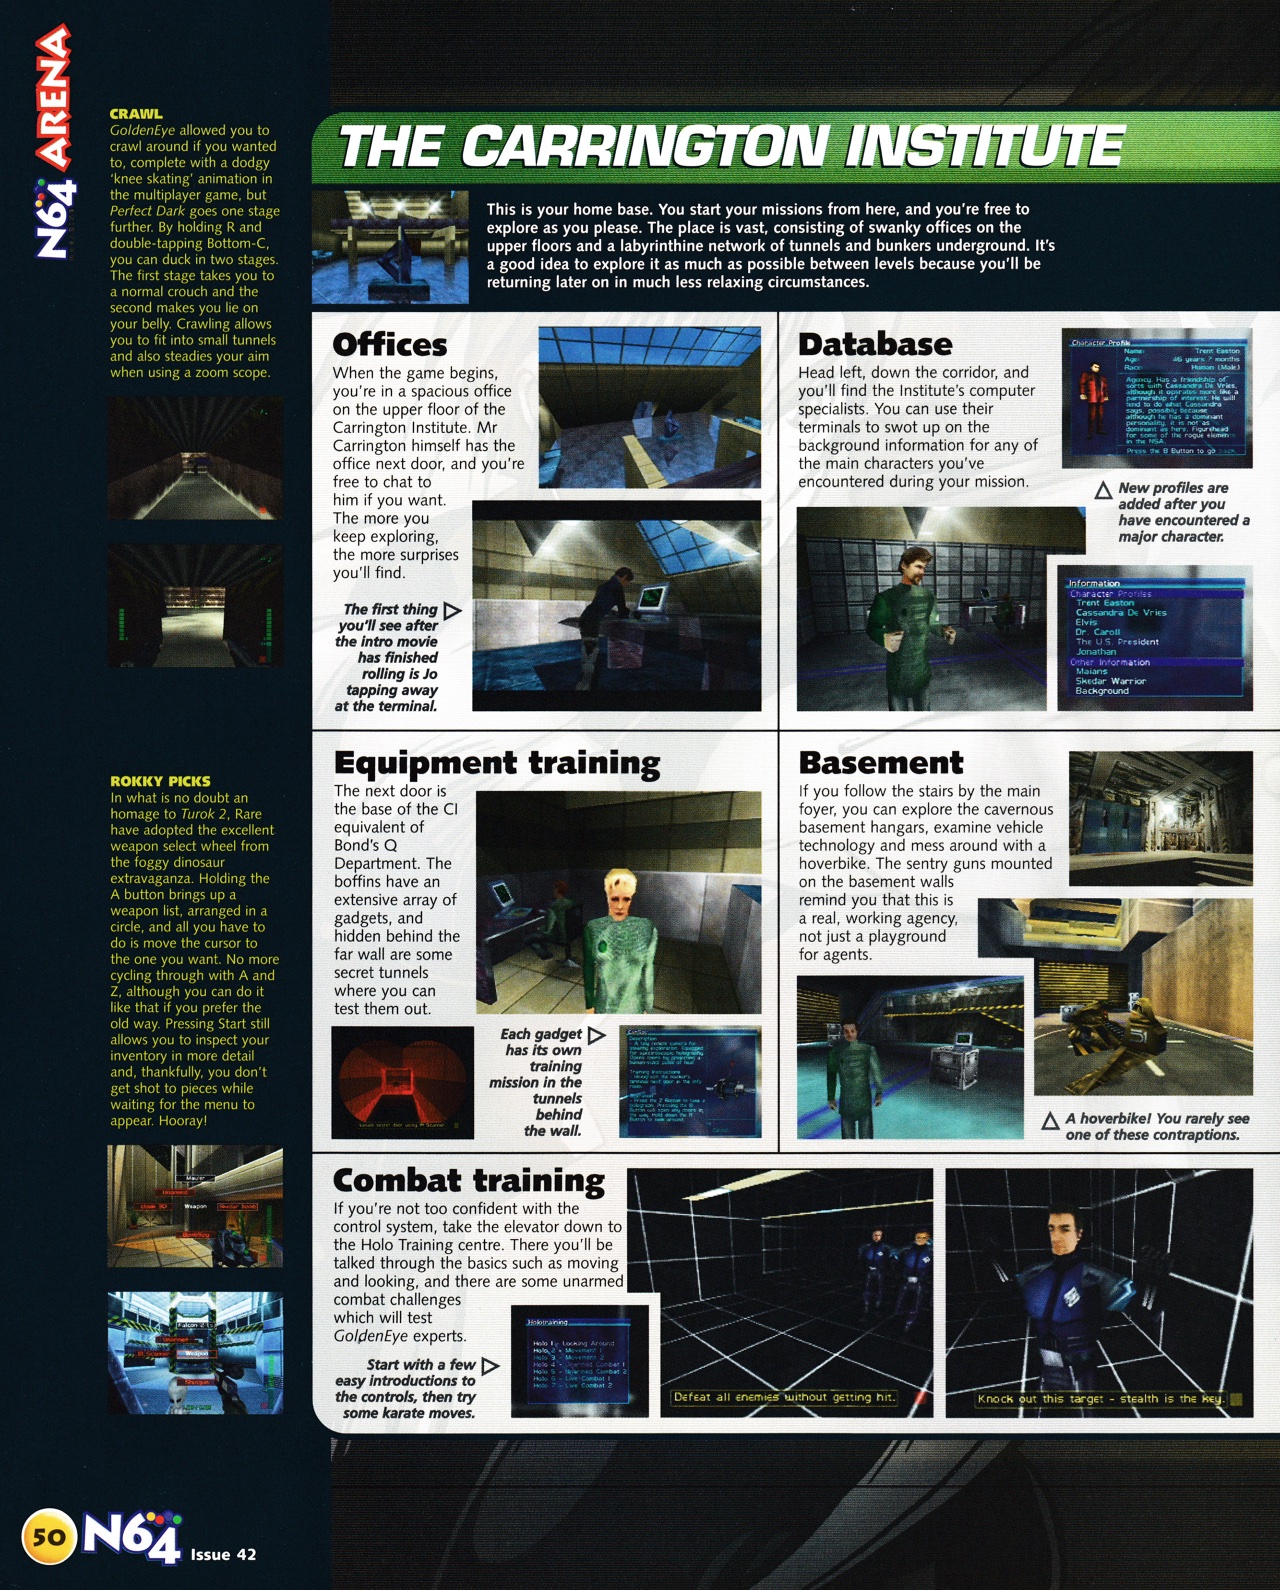 N64 ARENA
CRAWL
GoldenEye allowed you to
crawl around if you wanted
to, complete with a dodgy
‘knee skating’ animation in
the multiplayer game, but
Perfect Dark goes one stage
further. By holding R and
double-tapping Bottom-C,
you can duck in two stages.
The first stage takes you to
a normal crouch and the
second makes you lie on
your belly. Crawling allows
you to fit into small tunnels
and also steadies your aim
when using a zoom scope.
ROKKY PICKS
In what is no doubt an
homage to Turok 2, Rare
have adopted the excellent
weapon select wheel from
the foggy dinosaur
extravaganza. Holding the
A button brings up a
weapon list, arranged in a
circle, and all you have to
do is move the cursor to
the one you want. No more
cycling through with A and
Z, although you can do it
like that if you prefer the
old way. Pressing Start still
allows you to inspect your
inventory in more detail
and, thankfully, you don’t
get shot to pieces while
waiting for the menu to
appear. Hooray!
Mauler
Unarmed
Weapon
Falcon 2
Unarmed
Weapon
Shotgun
THE CARRINGTON INSTITUTE
This is your home base. You start your missions from here, and you’re free to
explore as you please. The place is vast, consisting of swanky offices on the
upper floors and a labyrinthine network of tunnels and bunkers underground. It’s
a good idea to explore it as much as possible between levels because you’ll be
returning later on in much less relaxing circumstances.
Offices
When the game begins,
you’re in a spacious office
on the upper floor of the
Carrington Institute. Mr
Carrington himself has the
office next door, and you’re
free to chat to
him if you want.
The more you
keep exploring,
the more surprises
you’ll find.
The first thing
you’ll see after
the intro movie
has finished
rolling is Jo
tapping away
at the terminal.
Database
Head left, down the corridor, and
you’ll find the Institute’s computer
specialists. You can use their
terminals to swot up on the
background information for any of
the main characters you’ve
encountered during your mission.
Character Profile
Name: Trent Easton
Age: 46 years 7 months
Race: Human (Male)
Agency. Has a friendship of
sorts with Cassandra De Vries,
although it operates more like a
partnership of interest. He will
tend to do what Cassandra
says, possibly because
although he has a dominant
personality, it is not as
dominant as hers. Figurehead
for some of the rogue elements
in the NSA.
Press the B Button to go back.
New profiles are
added after you
have encountered a
major character.
Information
Character Profiles
Trent Easton
Cassandra De Vries
Elvis
Dr. Caroll
The U.S. President
Jonathan
Other Information
Maians
Skedar Warrior
Background
Equipment training
The next door is
the base of the CI
equivalent of
Bond’s Q
Department. The
boffins have an
extensive array of
gadgets, and
hidden behind the
far wall are some
secret tunnels
where you can
test them out.
Each gadget
has its own
training
mission in the
tunnels
behind
the wall.
Basement
If you follow the stairs by the main
foyer, you can explore the cavernous
basement hangars, examine vehicle
technology and mess around with a
hoverbike. The sentry guns mounted
on the basement walls
remind you that this is
a real, working agency,
not just a playground
for agents.
A hoverbike! You rarely see
one of these contraptions.
Combat training
If you’re not too confident with the
control system, take the elevator down to
the Holo Training centre. There you’ll be
talked through the basics such as moving
and looking, and there are some unarmed
combat challenges
which will test
GoldenEye experts.
Start with a few
easy introductions to
the controls, then try
some karate moves.
Holotraining
Holo 1 - Looking Around
Holo 2 - Movement 1
Holo 3 - Movement 2
Holo 4 - Unarmed Combat 1
Holo 5 - Unarmed Combat 2
Holo 6 - Live Combat 1
Holo 7 - Live Combat 2
Defeat all enemies without getting hit.
Knock out this target - stealth is the key.
50 N64 Issue 42